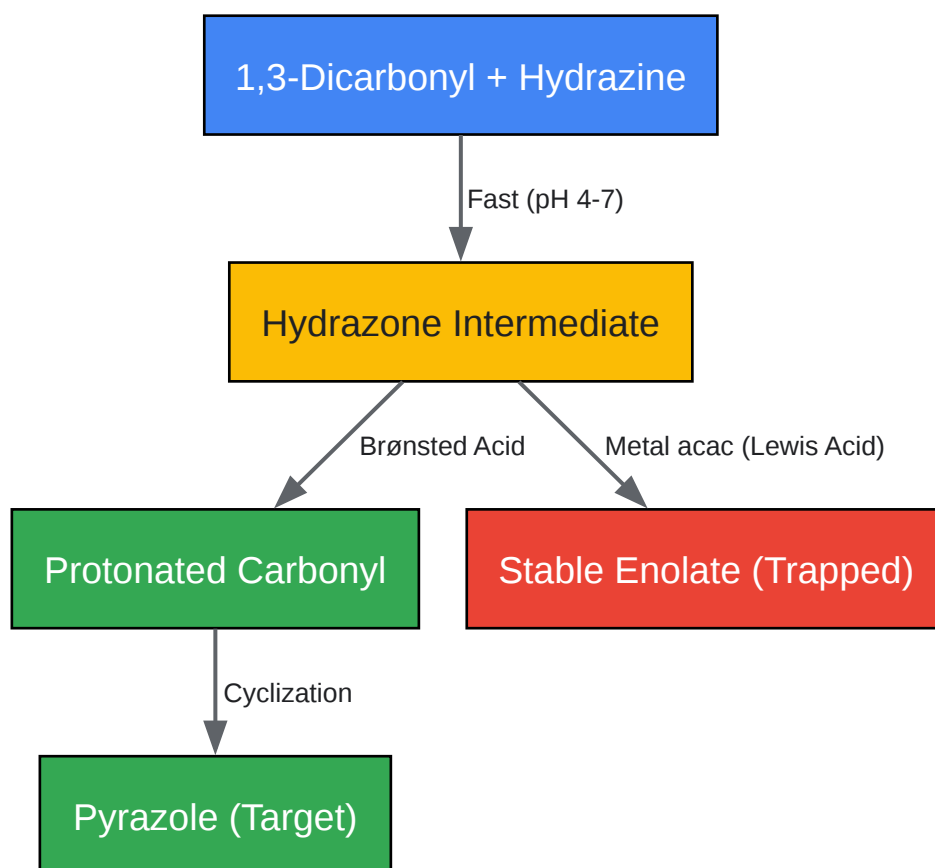 1,3-Dicarbonyl + Hydrazine
Fast (pH 4-7)
Hydrazone Intermediate
Brønsted Acid
Metal acac (Lewis Acid)
Protonated Carbonyl
Stable Enolate (Trapped)
Cyclization
Pyrazole (Target)